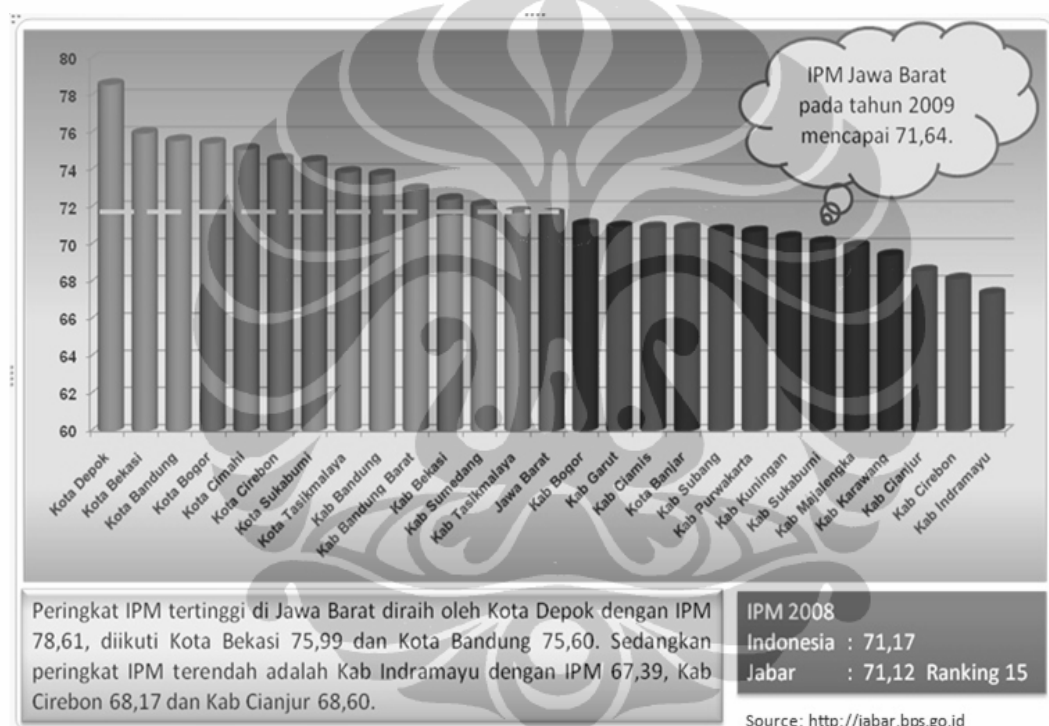 IPM Jawa Barat
pada tahun 2009
mencapai 71,64.
80
78
76
74
72
70
68
66
64
62
60
Kota Depok
Kota Bekasi
Kota Bandung
Kota Bogor
Kota Cimahi
Kota Cirebon
Kota Sukabumi
Kota Tasikmalaya
Kab Bandung
Kab Bandung Barat
Kab Bekasi
Kab Sumedang
Kab Tasikmalaya
Jawa Barat
Kab Bogor
Kab Garut
Kab Ciamis
Kota Banjar
Kab Subang
Kab Purwakarta
Kab Kuningan
Kab Sukabumi
Kab Majalengka
Kab Karawang
Kab Cianjur
Kab Cirebon
Kab Indramayu
Peringkat IPM tertinggi di Jawa Barat diraih oleh Kota Depok dengan IPM
78,61, diikuti Kota Bekasi 75,99 dan Kota Bandung 75,60. Sedangkan
peringkat IPM terendah adalah Kab Indramayu dengan IPM 67,39, Kab
Cirebon 68,17 dan Kab Cianjur 68,60.
IPM 2008
Indonesia : 71,17
Jabar : 71,12 Ranking 15
Source: http://jabar.bps.go.id